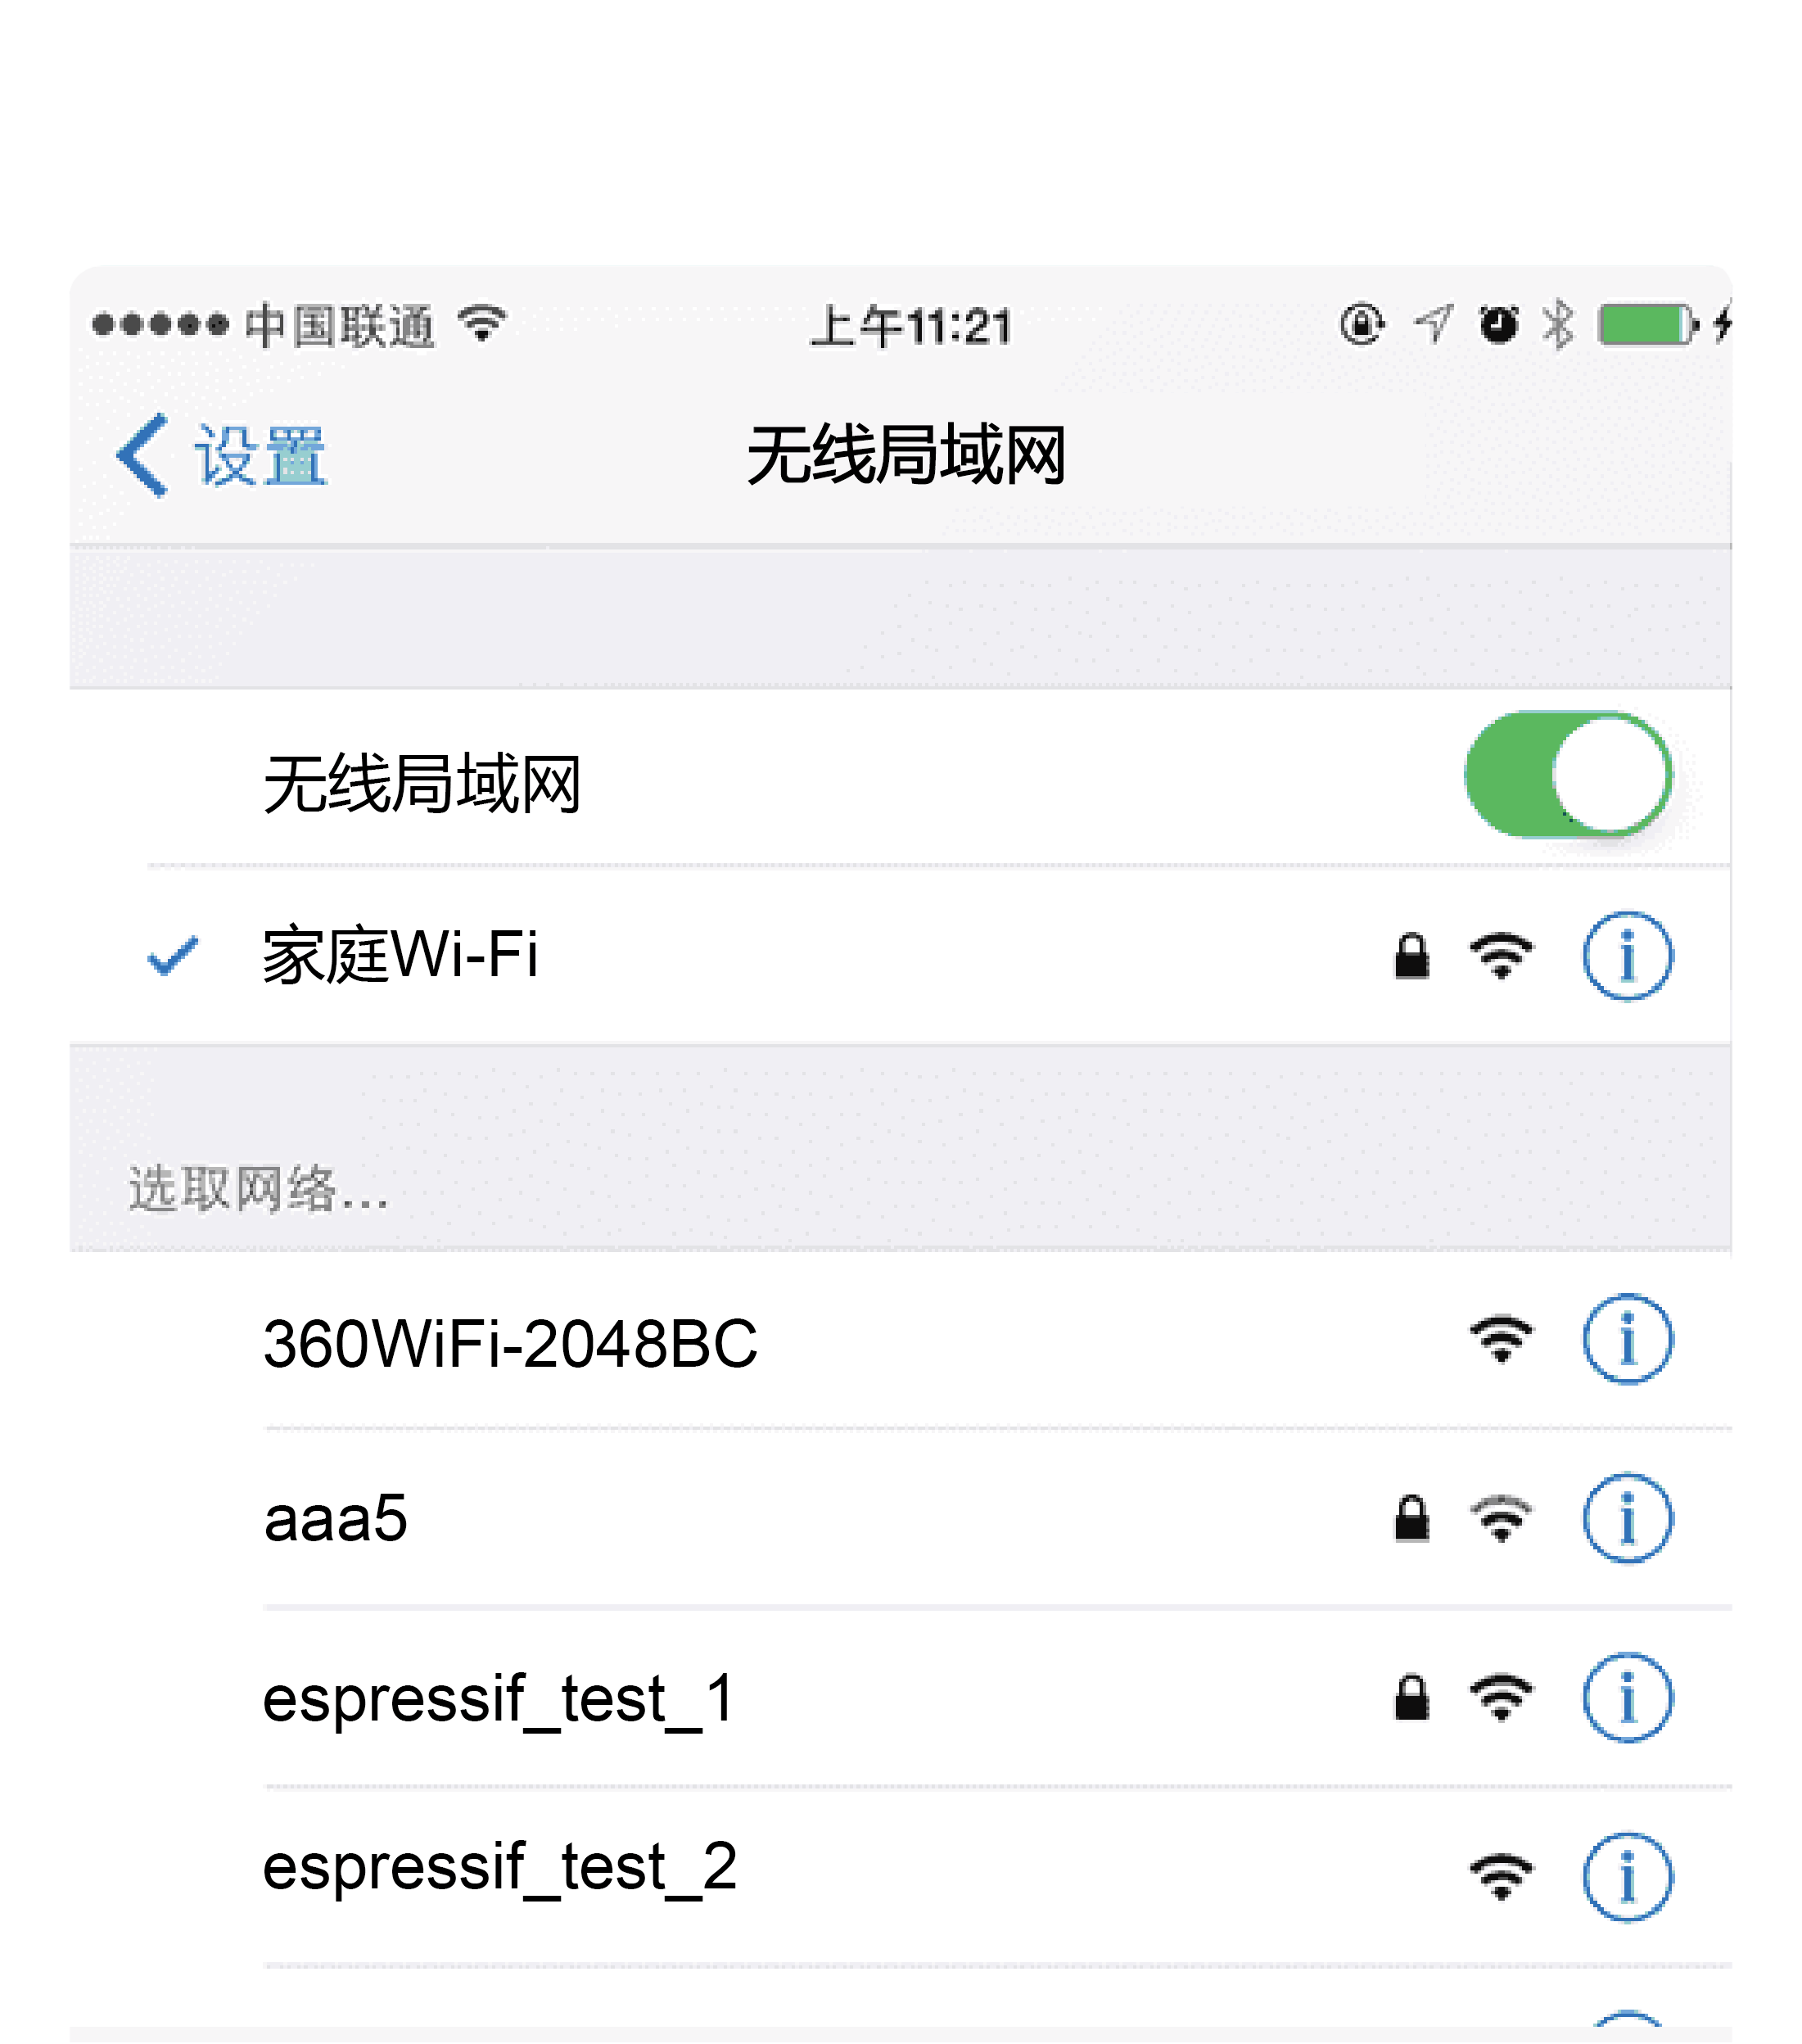 中国联通 上午11:21
设置 无线局域网
无线局域网
家庭Wi-Fi
选取网络...
360WiFi-2048BC
aaa5
espressif_test_1
espressif_test_2